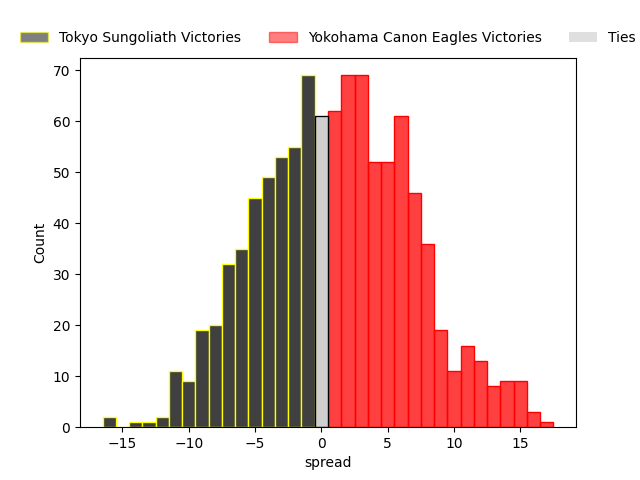 Tokyo Sungoliath Victories Yokohama Canon Eagles Victories Ties
70
60
50
40
30
20
10
0
Count
−15 −10 −5 0 5 10 15
spread